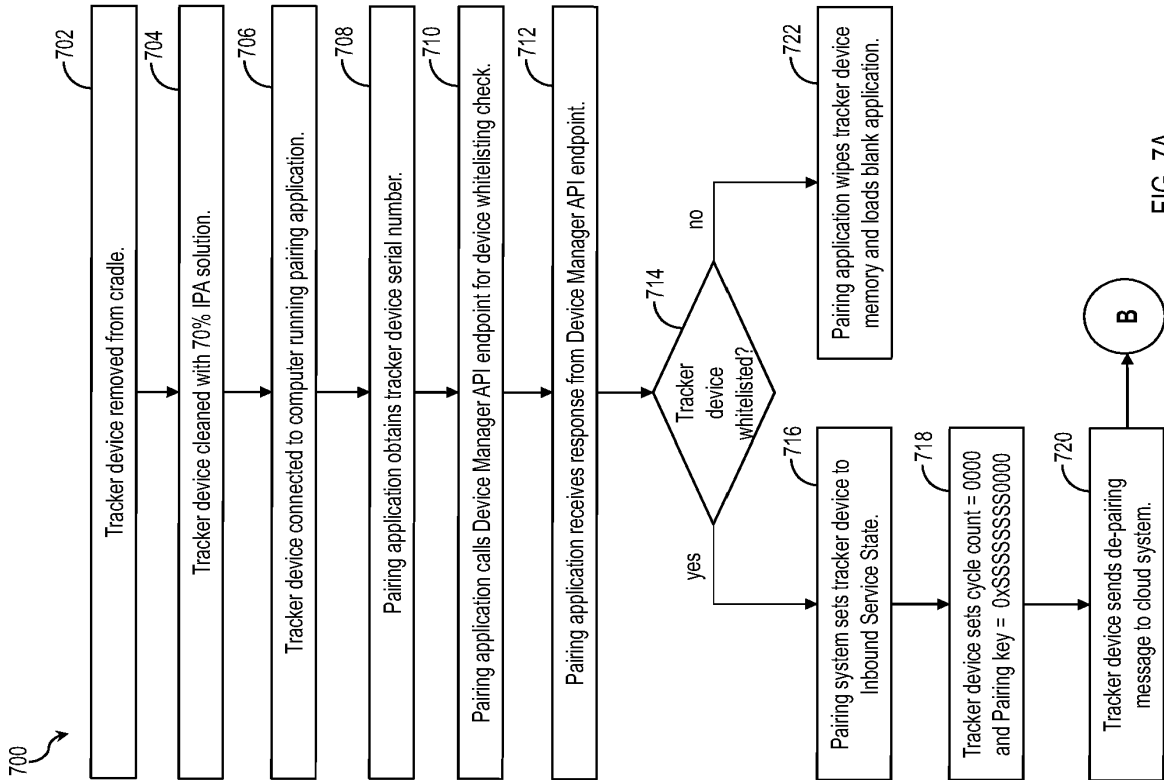 700
702
Tracker device removed from cradle.
704
Tracker device cleaned with 70% IPA solution.
706
Tracker device connected to computer running pairing application.
708
Pairing application obtains tracker device serial number.
710
Pairing application calls Device Manager API endpoint for device whitelisting check.
712
Pairing application receives response from Device Manager API endpoint.
714
Tracker
device
whitelisted?
yes
no
716
Pairing system sets tracker device to
Inbound Service State.
718
Tracker device sets cycle count = 0000
and Pairing key = 0xSSSSSSSS0000
720
Tracker device sends de-pairing
message to cloud system.
B
722
Pairing application wipes tracker device
memory and loads blank application.
FIG. 7A